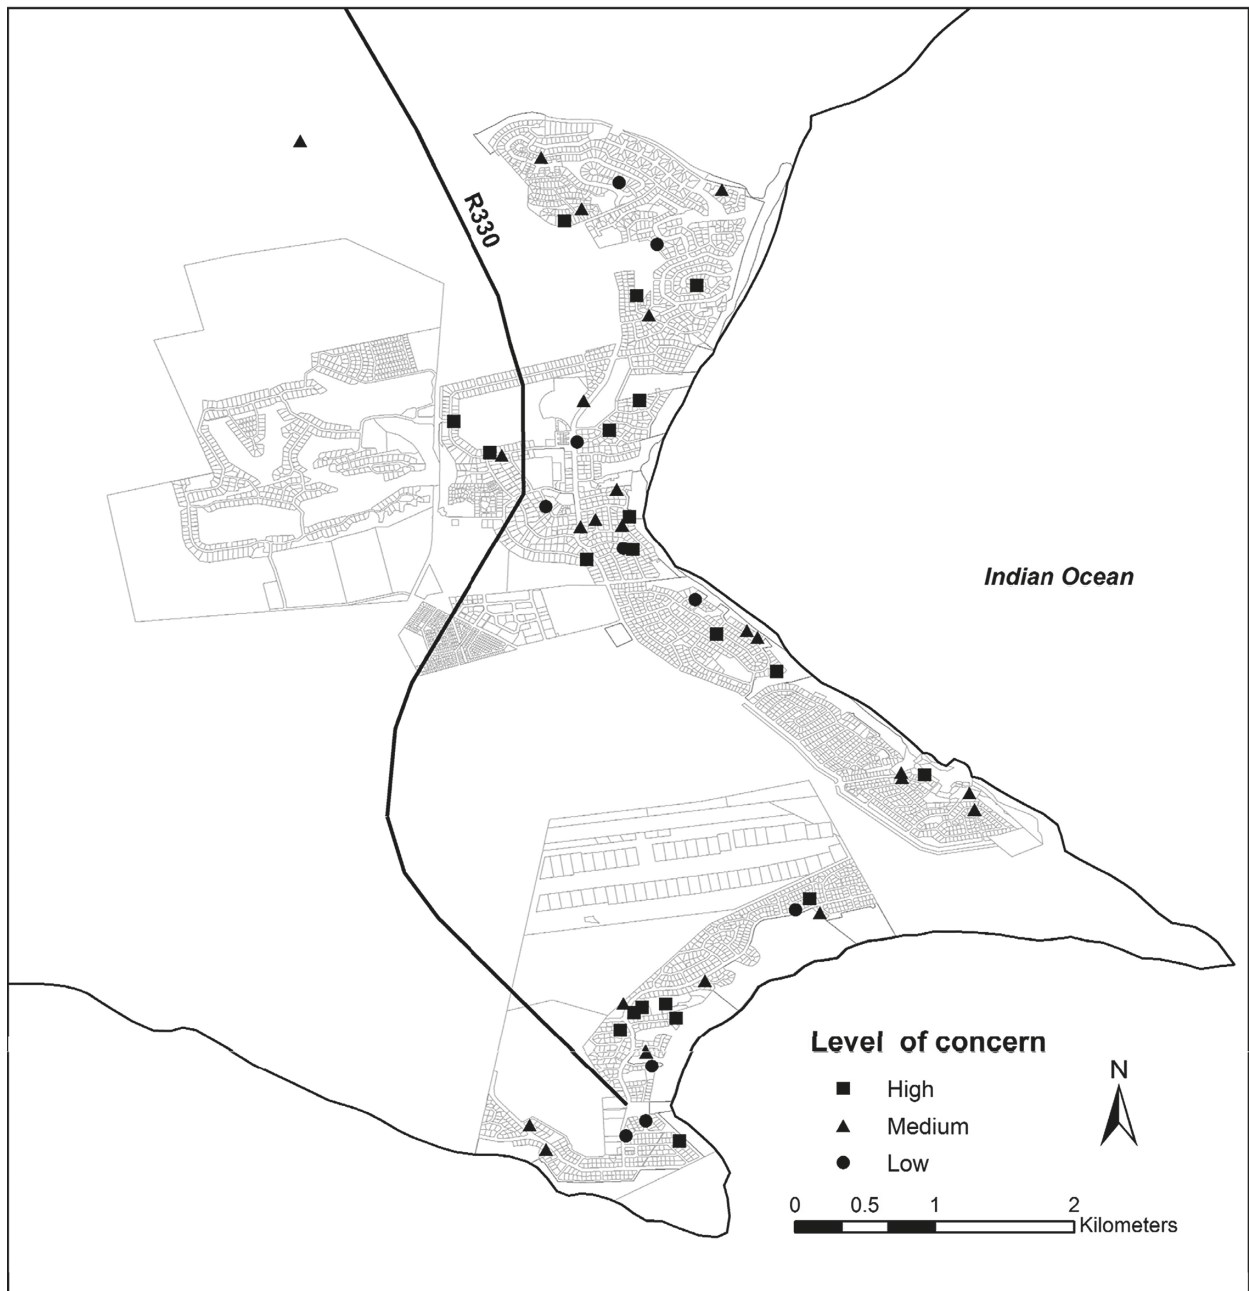 R330
Indian Ocean
Level of concern
High
Medium
Low
N
0 0.5 1 2
Kilometers